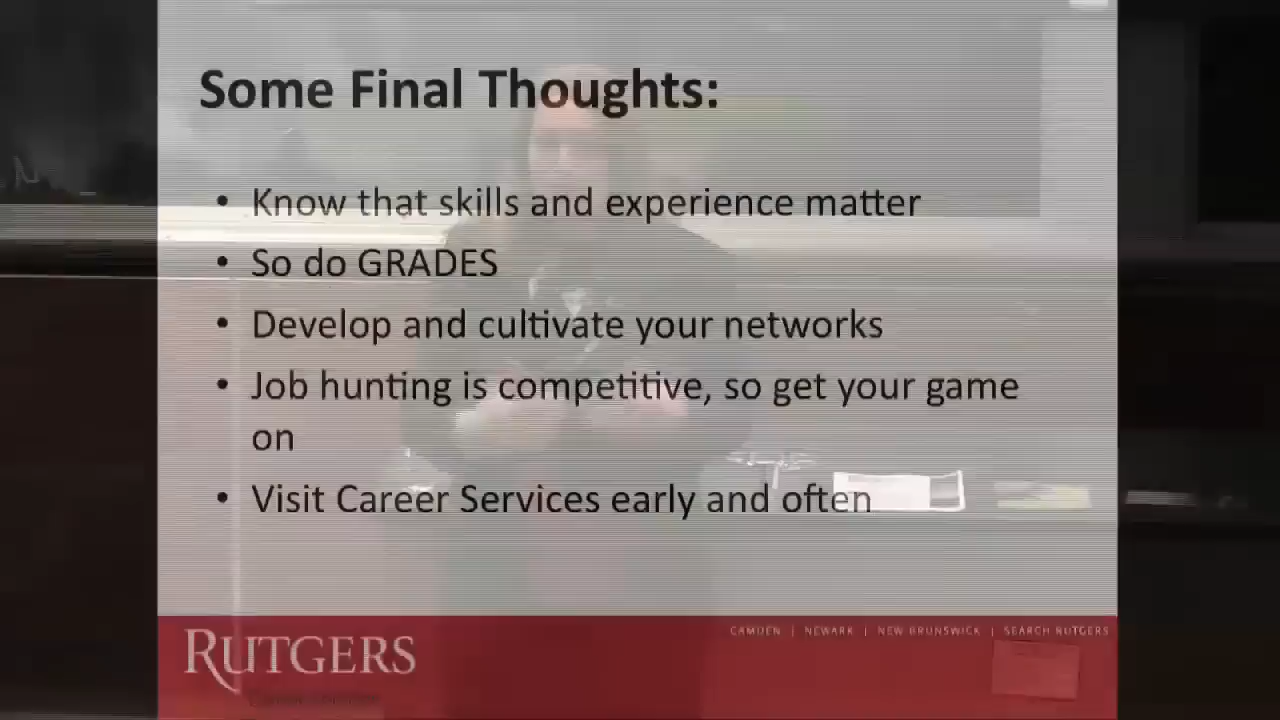 Some Final Thoughts:
• Know that skills and experience matter
• So do GRADES
• Develop and cultivate your networks
• Job hunting is competitive, so get your game
on
• Visit Career Services early and often
CAMDEN | NEWARK | NEW BRUNSWICK | SEARCH RUTGERS
RUTGERS